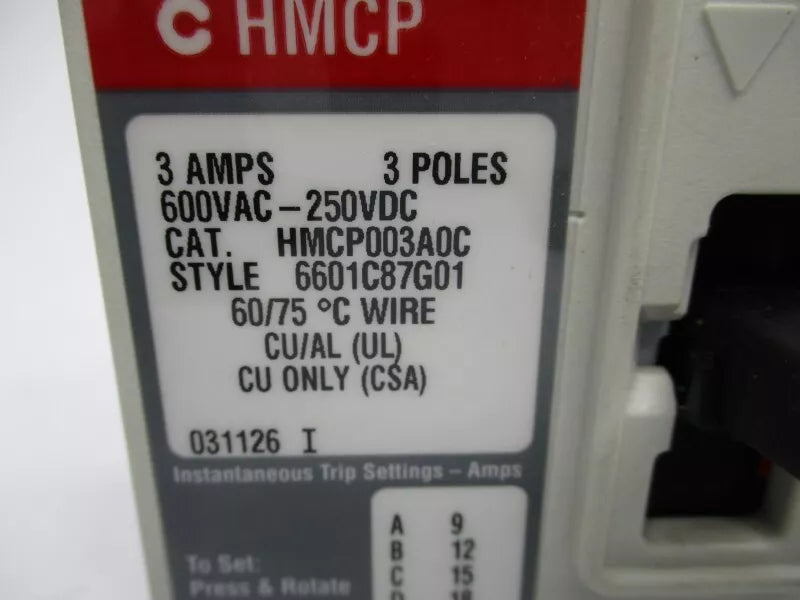 C HMCP
3 AMPS 3 POLES
600VAC – 250VDC
CAT. HMCP003A0C
STYLE 6601C87G01
60/75 °C WIRE
CU/AL (UL)
CU ONLY (CSA)
031126 I
Instantaneous Trip Settings – Amps
A 9
B 12
C 15
D 18
To Set:
Press & Rotate